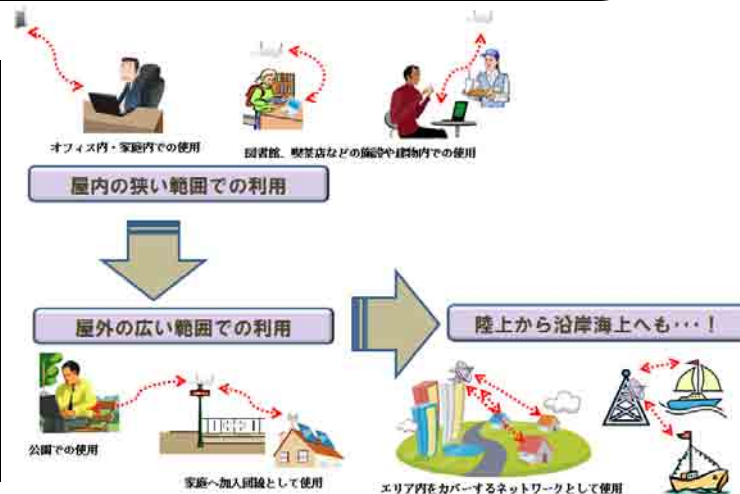 オフィス内・家庭内での使用
図書館、喫茶店などの施設や建物内での使用
屋内の狭い範囲での利用
屋外の広い範囲での利用
陸上から沿岸海上へも・・・！
公園での使用
家庭へ加入回線として使用
エリア内をカバーするネットワークとして使用